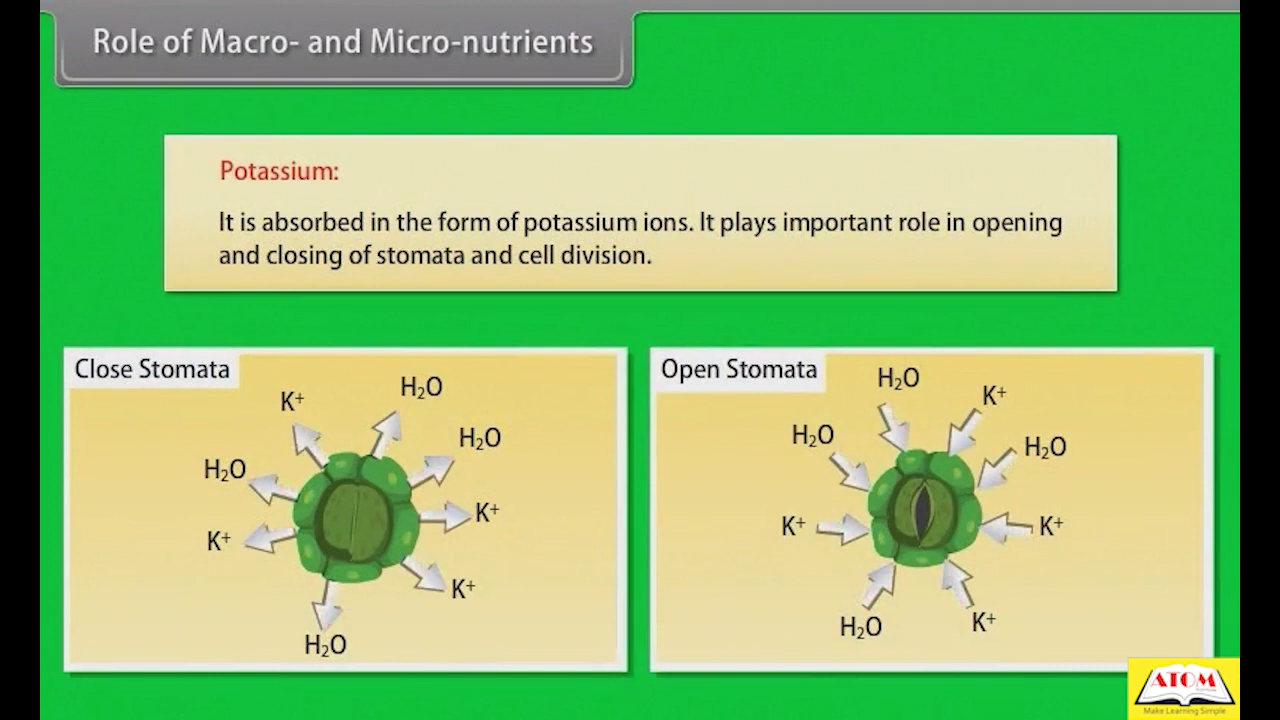 Role of Macro- and Micro-nutrients
Potassium:
It is absorbed in the form of potassium ions. It plays important role in opening
and closing of stomata and cell division.
Close Stomata
K⁺
H₂O
H₂O
H₂O
K⁺
K⁺
K⁺
H₂O
Open Stomata
H₂O
K⁺
H₂O
H₂O
K⁺
K⁺
H₂O
K⁺
ATOM
Make Learning Simple